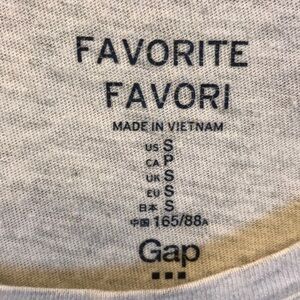 FAVORITE
FAVORI
MADE IN VIETNAM
US S
CA P
UK S
EU S
日本 S
中国 165/88A
Gap